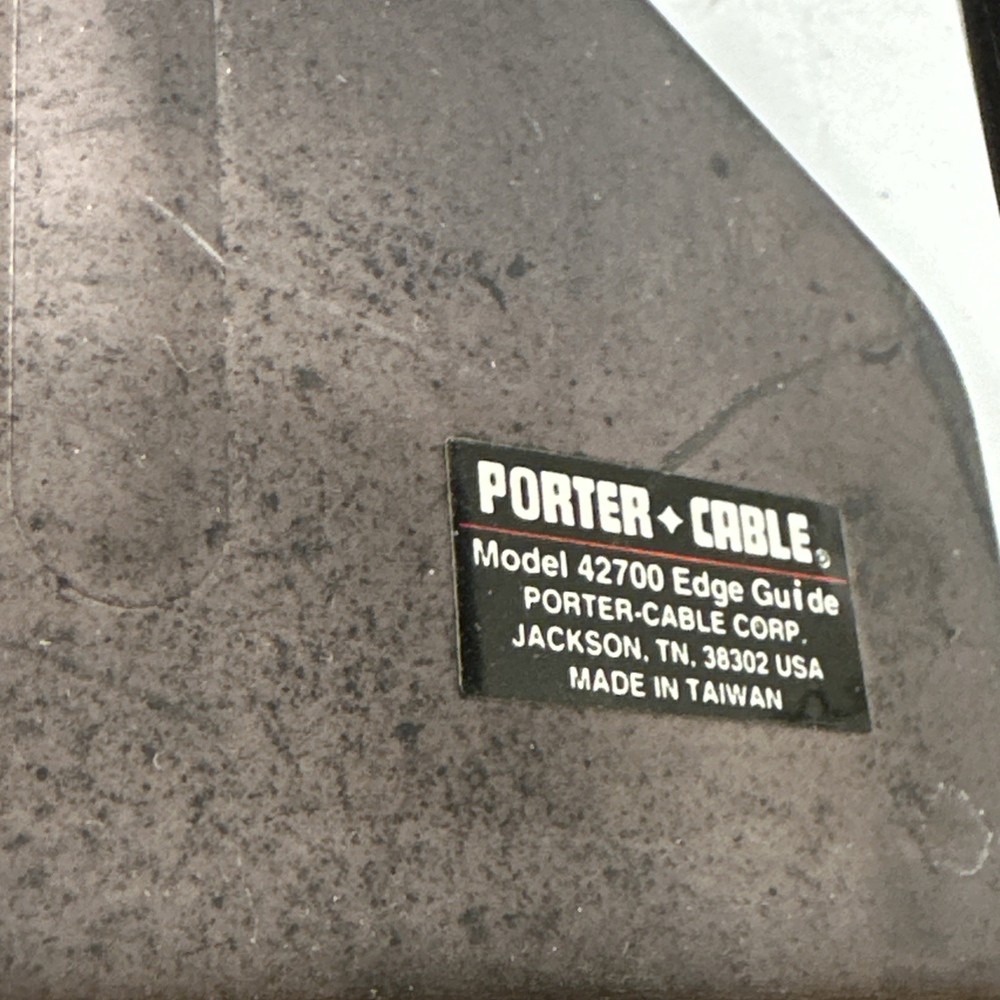 PORTER✦CABLE®
Model 42700 Edge Guide
PORTER-CABLE CORP.
JACKSON, TN. 38302 USA
MADE IN TAIWAN